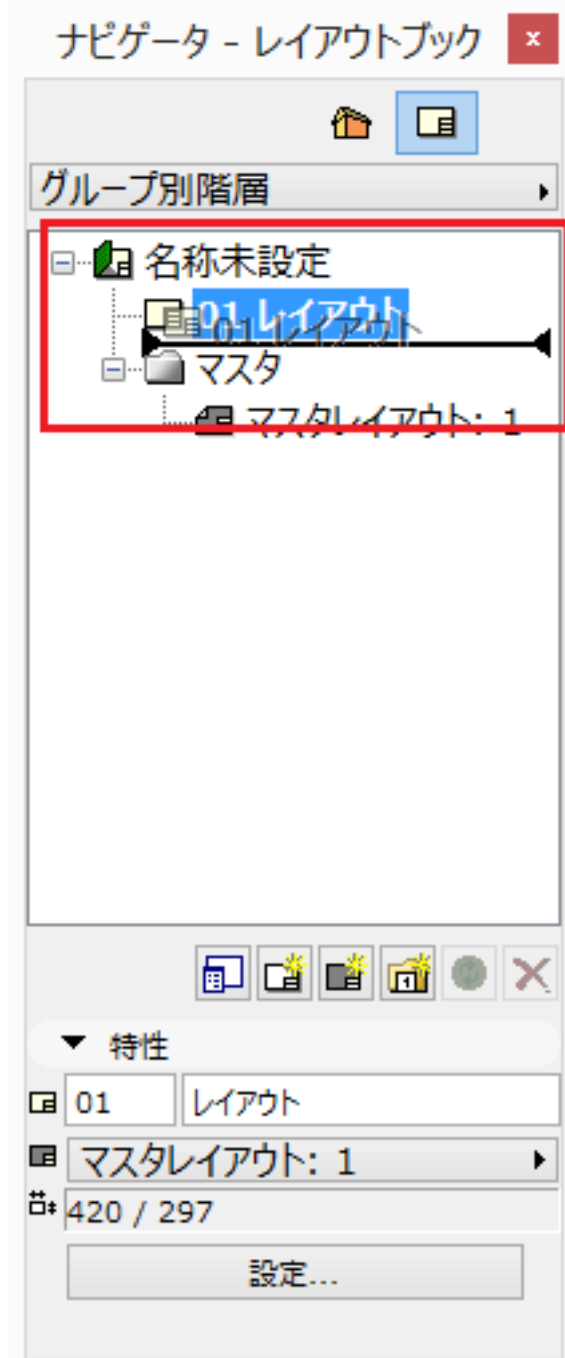 ナビゲータ - レイアウトブック
グループ別階層
名称未設定
01 レイアウト
01 レイアウト
マスタ
マスタレイアウト: 1
特性
01 レイアウト
マスタレイアウト: 1
420 / 297
設定...